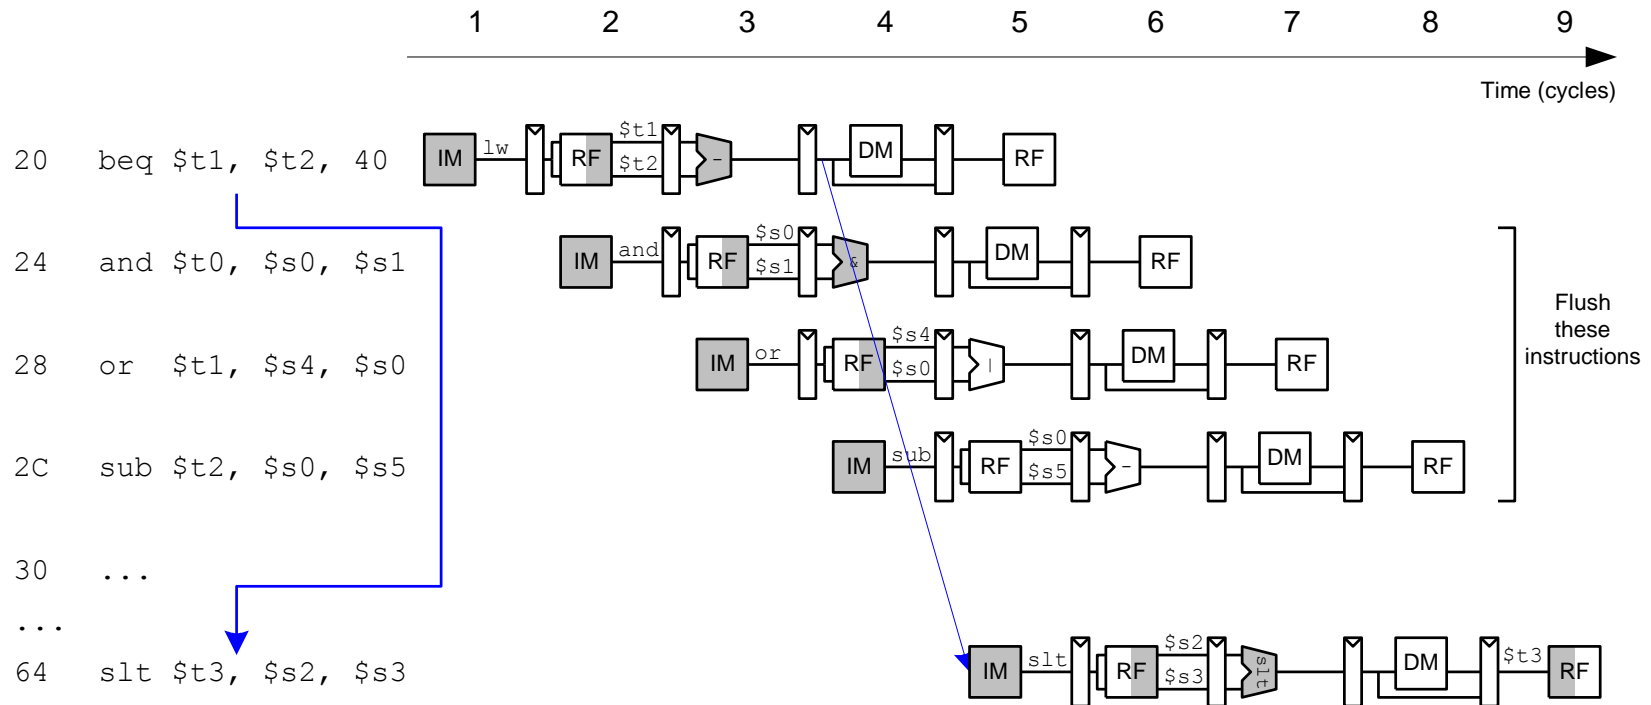 1 2 3 4 5 6 7 8 9
Time (cycles)
20 beq $t1, $t2, 40 IM lw RF $t1 $t2 - DM RF
24 and $t0, $s0, $s1 IM and RF $s0 $s1 & DM RF
28 or $t1, $s4, $s0 IM or RF $s4 $s0 | DM RF
2C sub $t2, $s0, $s5 IM sub RF $s0 $s5 - DM RF
Flush
these
instructions
30 ...
...
64 slt $t3, $s2, $s3 IM slt RF $s2 $s3 slt DM $t3 RF